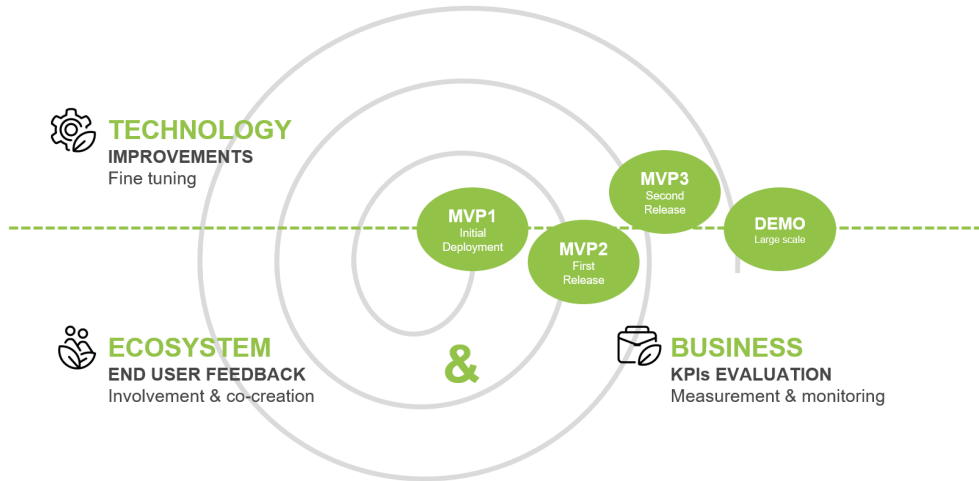 TECHNOLOGY
IMPROVEMENTS
Fine tuning
MVP1
Initial
Deployment
MVP2
First
Release
MVP3
Second
Release
DEMO
Large scale
ECOSYSTEM
END USER FEEDBACK
Involvement & co-creation
&
BUSINESS
KPIs EVALUATION
Measurement & monitoring